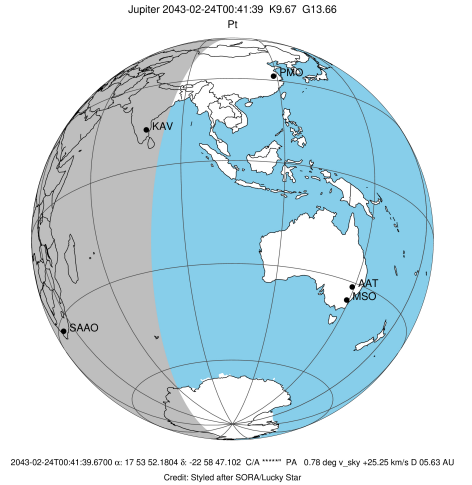 Jupiter 2043-02-24T00:41:39  K9.67  G13.66
Pt
PMO
KAV
AAT
MSO
SAAO
2043-02-24T00:41:39.6700 α: 17 53 52.1804 δ: -22 58 47.102  C/A *****"  PA   0.78 deg v_sky +25.25 km/s D 05.63 AU
Credit: Styled after SORA/Lucky Star